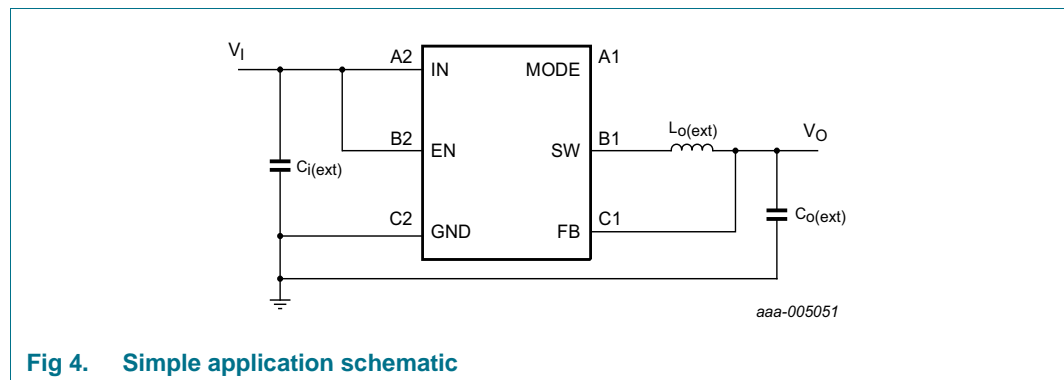 V_I
A2
IN
MODE
A1
B2
EN
SW
B1
L_o(ext)
V_O
C_i(ext)
C2
GND
FB
C1
C_o(ext)
aaa-005051
Fig 4. Simple application schematic